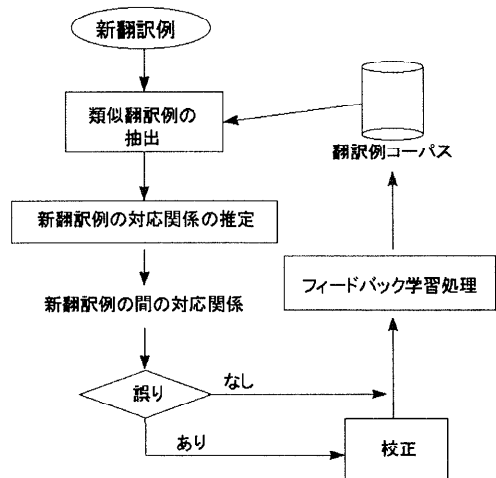 新翻訳例
類似翻訳例の
抽出
翻訳例コーパス
新翻訳例の対応関係の推定
フィードバック学習処理
新翻訳例の間の対応関係
誤り
なし
あり
校正